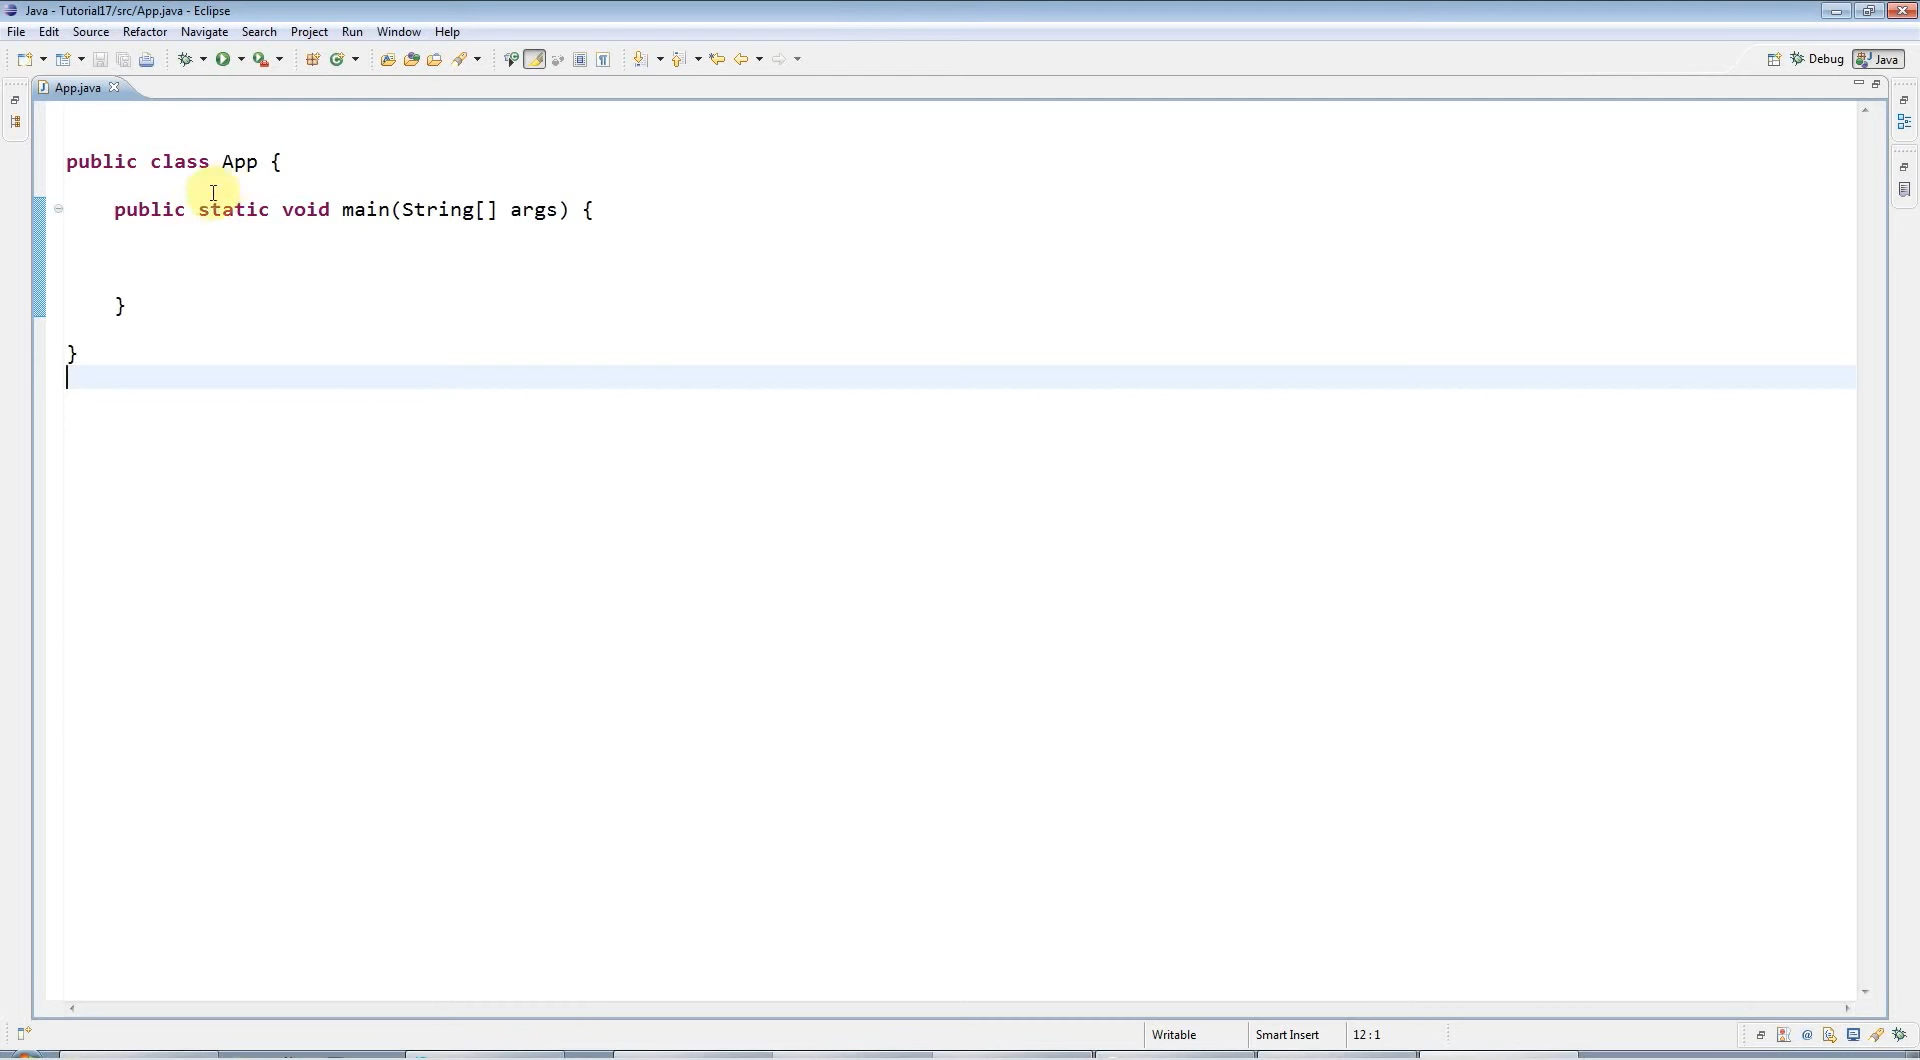 Java - Tutorial17/src/App.java - Eclipse
File Edit Source Refactor Navigate Search Project Run Window Help
Debug Java
App.java
public class App {
public static void main(String[] args) {
}
}
Writable Smart Insert 12 : 1